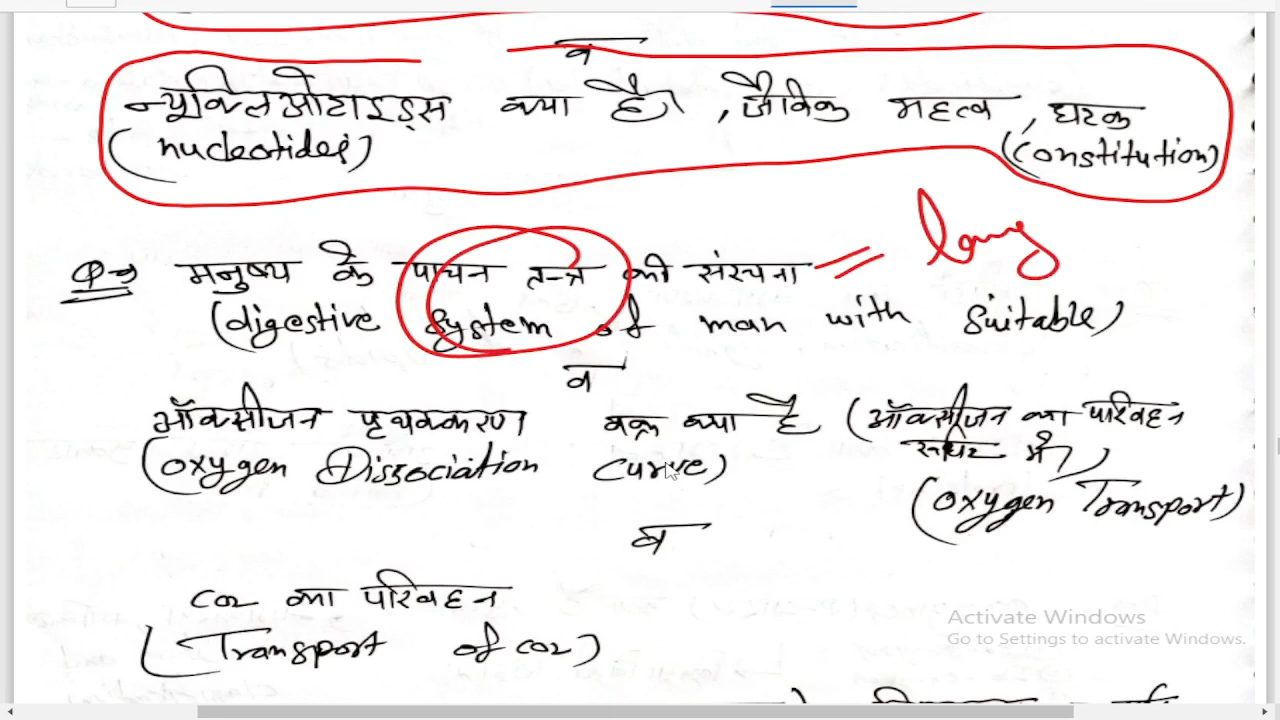 व
न्यूक्लिओटाइड्स क्या है। , जैविक महत्व , घटक
(nucleotides) (Constitution)
long
Q→ मनुष्य के पाचन तन्त्र की संरचना =
(digestive System of man with Suitable)
व
ऑक्सीजन पृथक्करण वक्र क्या है (ऑक्सीजन का परिवहन
रूधिर में)
(Oxygen Dissociation Curve)
(Oxygen Transport)
व
CO2 का परिवहन
(Transport of CO2)
Activate Windows
Go to Settings to activate Windows.